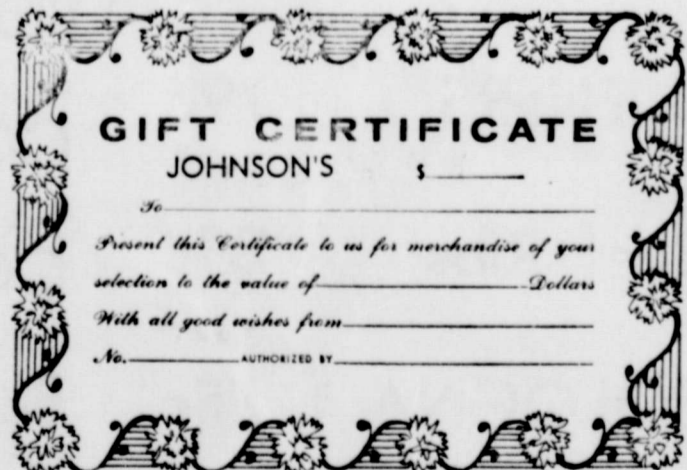 GIFT CERTIFICATE
JOHNSON'S $
To
Present this Certificate to us for merchandise of your
selection to the value of Dollars
With all good wishes from
No. AUTHORIZED BY